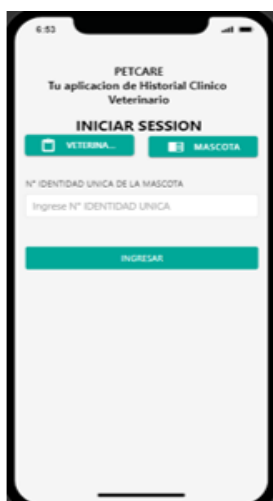 6:53
PETCARE
Tu aplicacion de Historial Clinico
Veterinario
INICIAR SESSION
VETERINA...
MASCOTA
N° IDENTIDAD UNICA DE LA MASCOTA
Ingrese N° IDENTIDAD UNICA
INGRESAR